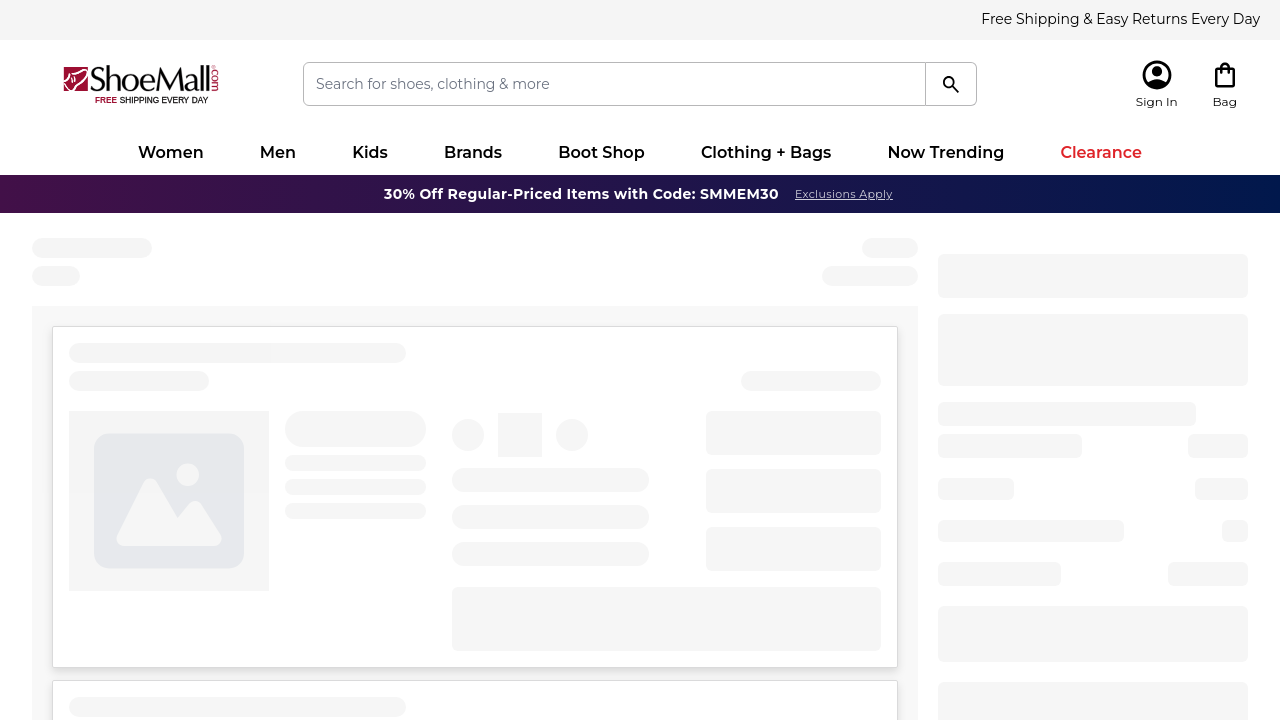 Free Shipping & Easy Returns Every Day
ShoeMall.com
FREE SHIPPING EVERY DAY
Search for shoes, clothing & more
Sign In
Bag
Women
Men
Kids
Brands
Boot Shop
Clothing + Bags
Now Trending
Clearance
30% Off Regular-Priced Items with Code: SMMEM30
Exclusions Apply